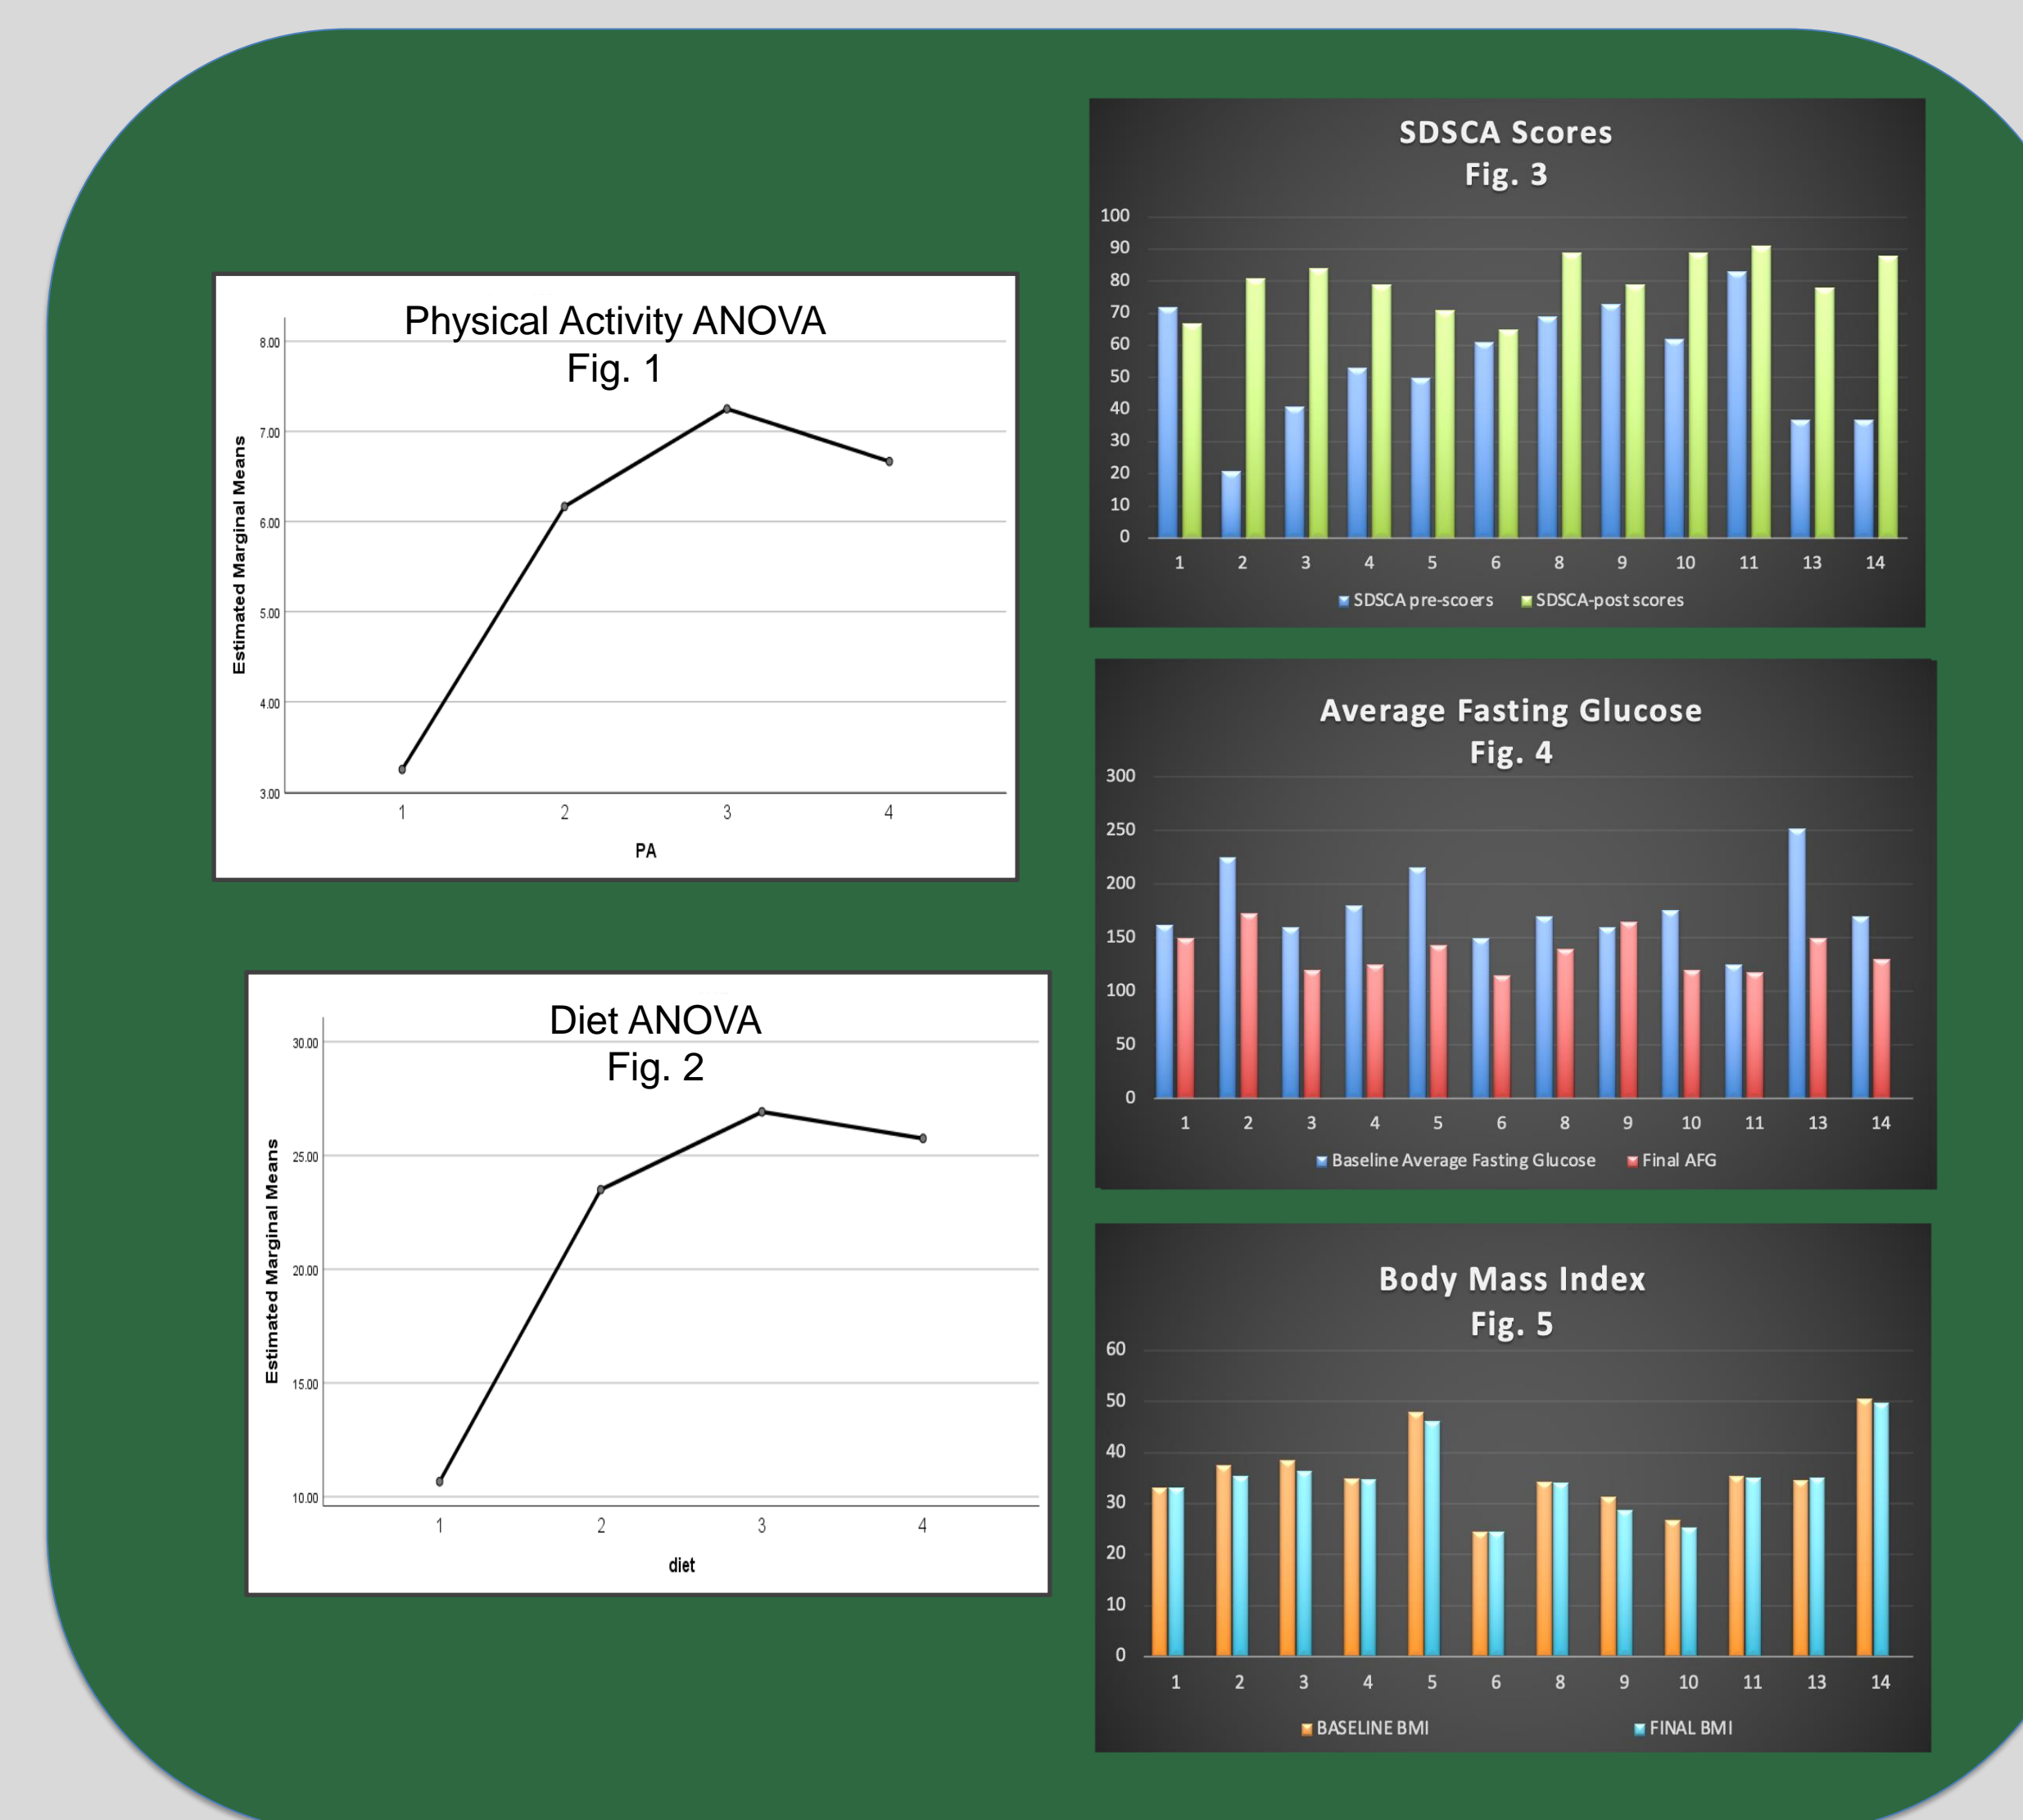 Physical Activity ANOVA
Fig. 1
8.00
7.00
6.00
5.00
4.00
3.00
Estimated Marginal Means
1 2 3 4
PA
Diet ANOVA
Fig. 2
30.00
25.00
20.00
15.00
10.00
Estimated Marginal Means
1 2 3 4
diet
SDSCA Scores
Fig. 3
100
90
80
70
60
50
40
30
20
10
0
1 2 3 4 5 6 8 9 10 11 13 14
SDSCA pre-scoers SDSCA-post scores
Average Fasting Glucose
Fig. 4
300
250
200
150
100
50
0
1 2 3 4 5 6 8 9 10 11 13 14
Baseline Average Fasting Glucose Final AFG
Body Mass Index
Fig. 5
60
50
40
30
20
10
0
1 2 3 4 5 6 8 9 10 11 13 14
BASELINE BMI FINAL BMI